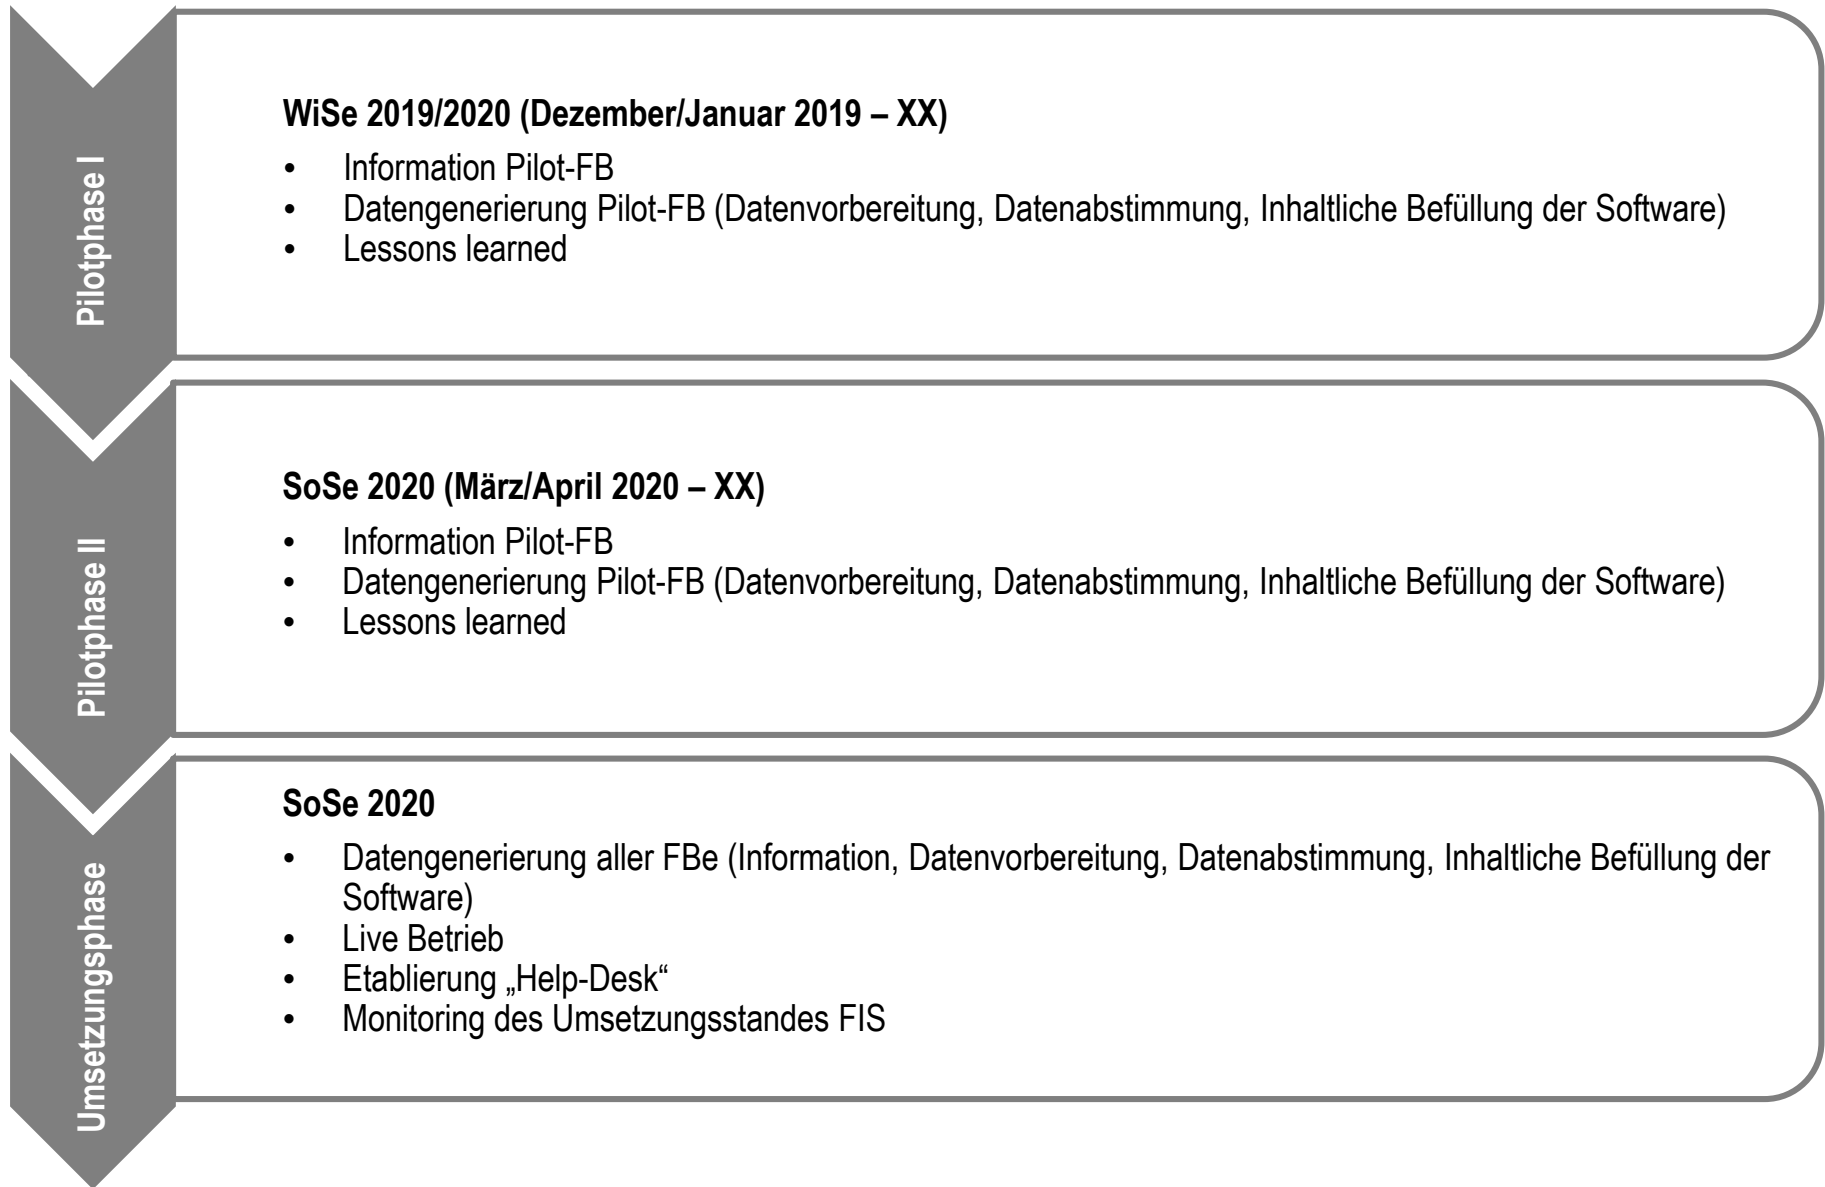 Pilotphase I
WiSe 2019/2020 (Dezember/Januar 2019 – XX)
• Information Pilot-FB
• Datengenerierung Pilot-FB (Datenvorbereitung, Datenabstimmung, Inhaltliche Befüllung der Software)
• Lessons learned
Pilotphase II
SoSe 2020 (März/April 2020 – XX)
• Information Pilot-FB
• Datengenerierung Pilot-FB (Datenvorbereitung, Datenabstimmung, Inhaltliche Befüllung der Software)
• Lessons learned
Umsetzungsphase
SoSe 2020
• Datengenerierung aller FBe (Information, Datenvorbereitung, Datenabstimmung, Inhaltliche Befüllung der
Software)
• Live Betrieb
• Etablierung „Help-Desk“
• Monitoring des Umsetzungsstandes FIS